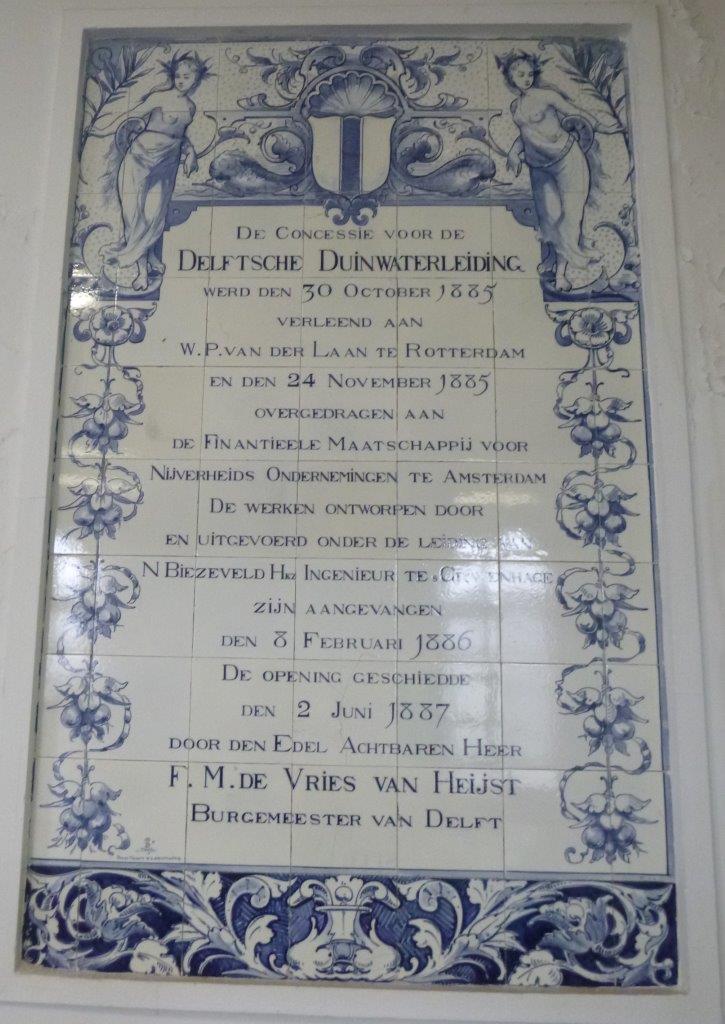 De Concessie voor de
Delftsche Duinwaterleiding
werd den 30 October 1885
verleend aan
W.P. van der Laan te Rotterdam
en den 24 November 1885
overgedragen aan
de Finantieele Maatschappij voor
Nijverheids Ondernemingen te Amsterdam
De werken ontworpen door
en uitgevoerd onder de leiding van
N Biezeveld Hez Ingenieur te s Gravenhage
zijn aangevangen
den 8 Februari 1886
De opening geschiedde
den 2 Juni 1887
door den Edel Achtbaren Heer
F. M. de Vries van Heijst
Burgemeester van Delft